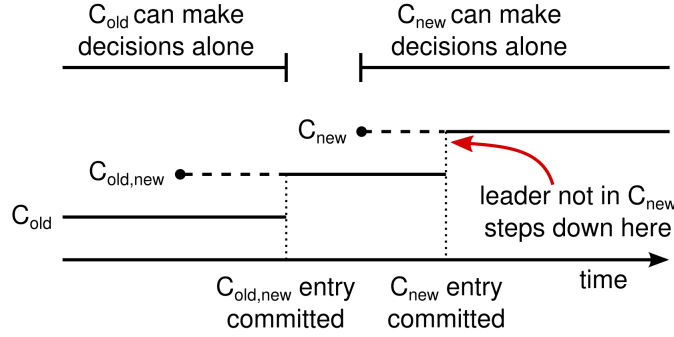 C_old can make
decisions alone
C_new can make
decisions alone
C_new
C_old,new
C_old
leader not in C_new
steps down here
time
C_old,new entry
committed
C_new entry
committed